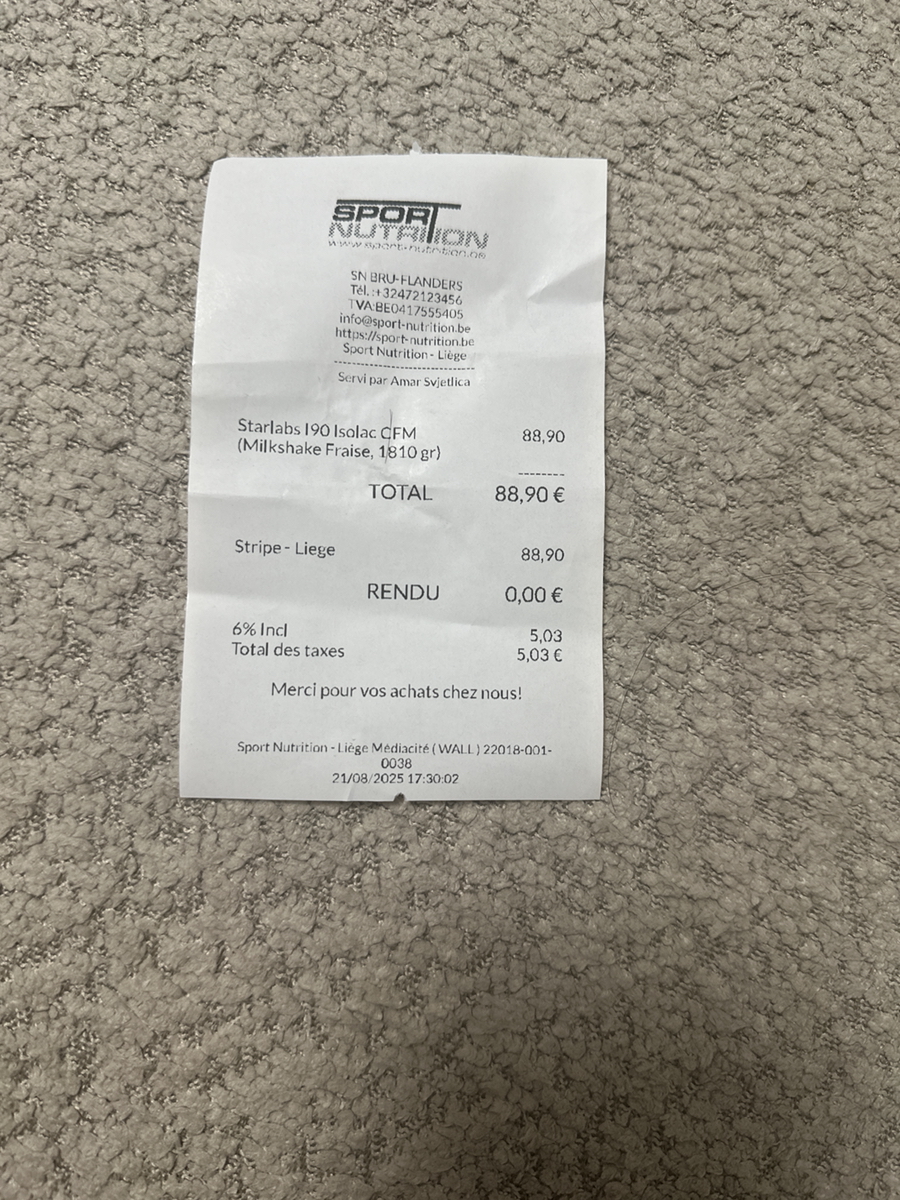 SPORT
NUTRITION
www.sport-nutrition.be
SN BRU-FLANDERS
Tél. :+32472123456
TVA:BE0417555405
info@sport-nutrition.be
https://sport-nutrition.be
Sport Nutrition - Liège
--------------------------------
Servi par Amar Svjetlica
Starlabs I90 Isolac CFM 88,90
(Milkshake Fraise, 1810 gr)
--------
TOTAL 88,90 €
Stripe - Liege 88,90
RENDU 0,00 €
6% Incl 5,03
Total des taxes 5,03 €
Merci pour vos achats chez nous!
Sport Nutrition - Liège Médiacité ( WALL ) 22018-001-
0038
21/08/2025 17:30:02